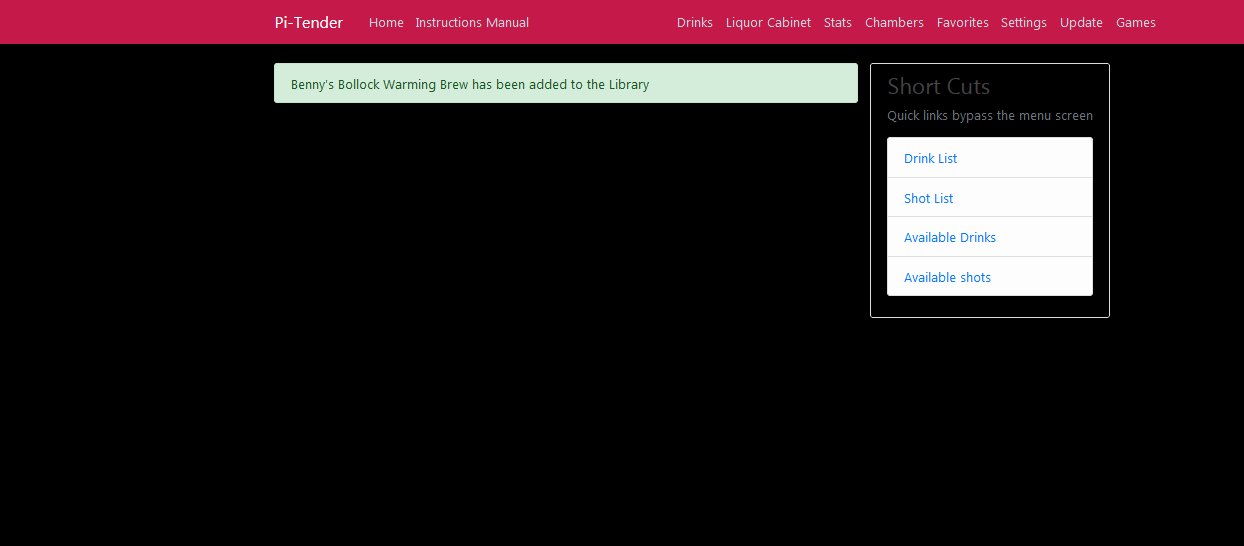 Pi-Tender Home Instructions Manual Drinks Liquor Cabinet Stats Chambers Favorites Settings Update Games
Benny's Bollock Warming Brew has been added to the Library
Short Cuts
Quick links bypass the menu screen
Drink List
Shot List
Available Drinks
Available shots